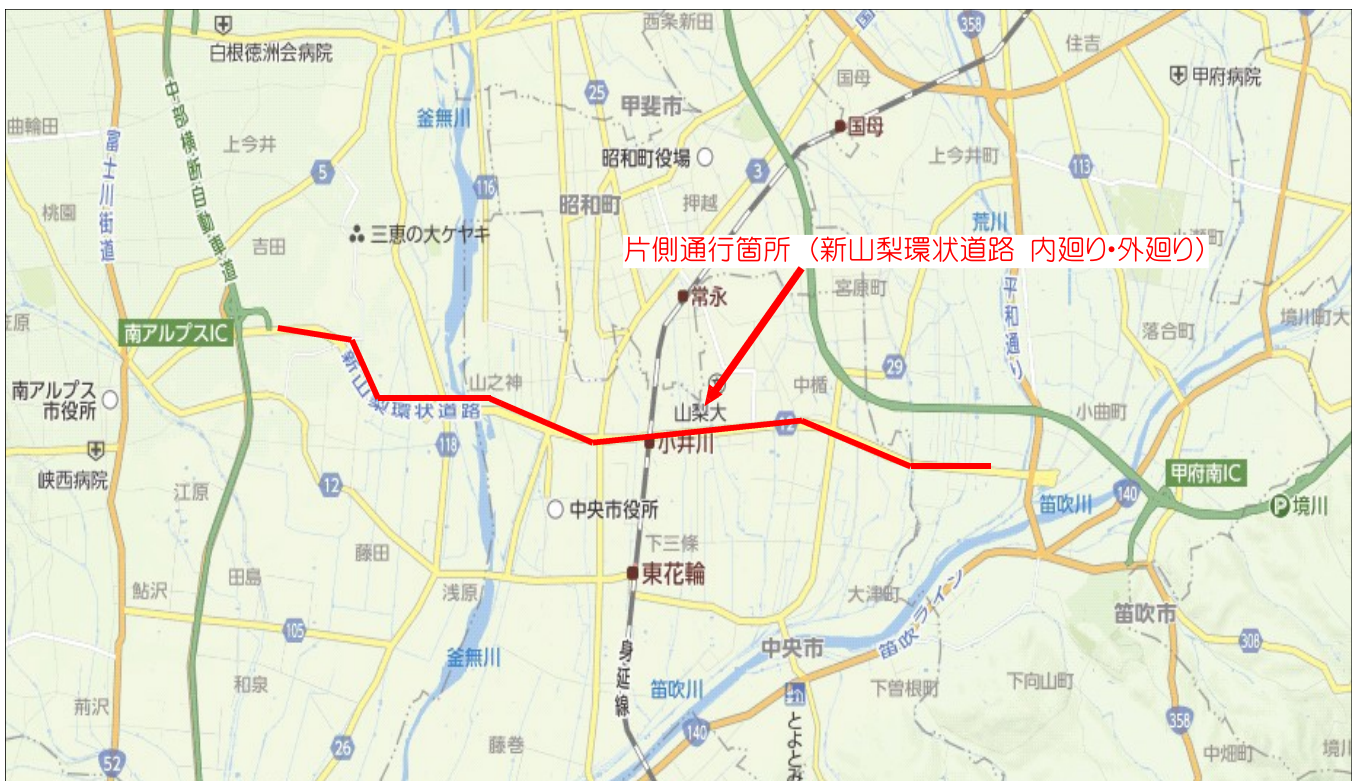 西条新田
国
358
住吉
白根徳洲会病院
国母
甲府病院
25
甲斐市
釜無川
中部横断自動車道
曲輪田
富士川街道
上今井
国母
昭和町役場
上今井町
113
5
116
3
昭和町
押越
桃園
三恵の大ケヤキ
荒川
吉田
片側通行箇所（新山梨環状道路 内廻り・外廻り）
常永
宮原町
平和通り
境川町大
落合町
南アルプスIC
新山梨環状道路
29
南アルプス
市役所
山之神
中楯
山梨大
小曲町
12
118
小井川
甲府南IC
峡西病院
12
江原
140
笛吹川
境川
中央市役所
藤田
下三條
東花輪
田島
鮎沢
浅原
大津町
笛吹市
105
笛吹ライン
308
中央市
釜無川
身延線
和泉
笛吹川
下曽根町
下向山町
前沢
とよとみ
358
140
26
藤巻
中畑町
境川
52